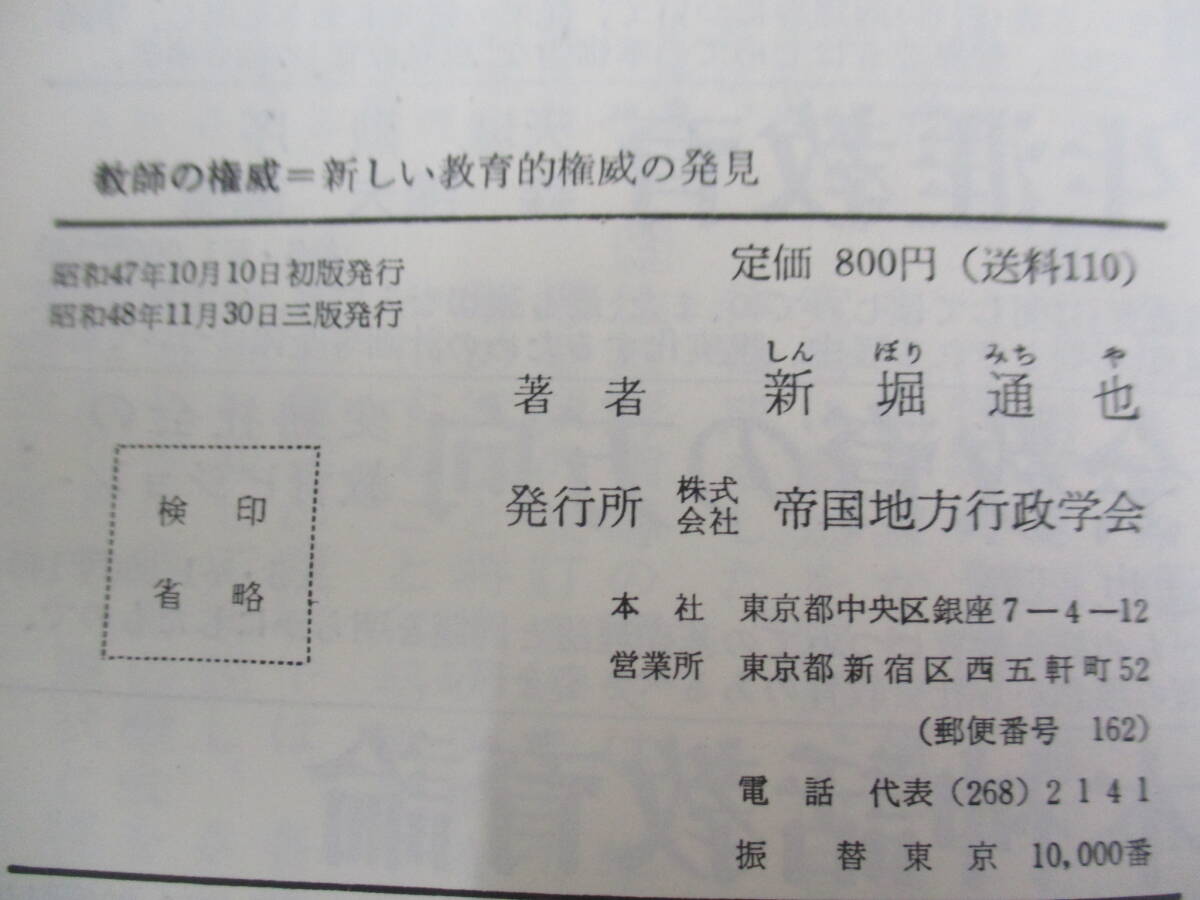 教師の権威＝新しい教育的権威の発見
昭和47年10月10日初版発行
昭和48年11月30日三版発行
定価 800円（送料110）
しん ぼり みち や
著者 新堀通也
検印
省略
発行所 株式会社 帝国地方行政学会
本社 東京都中央区銀座7－4－12
営業所 東京都新宿区西五軒町52
（郵便番号 162）
電話 代表（268）2141
振替東京 10,000番